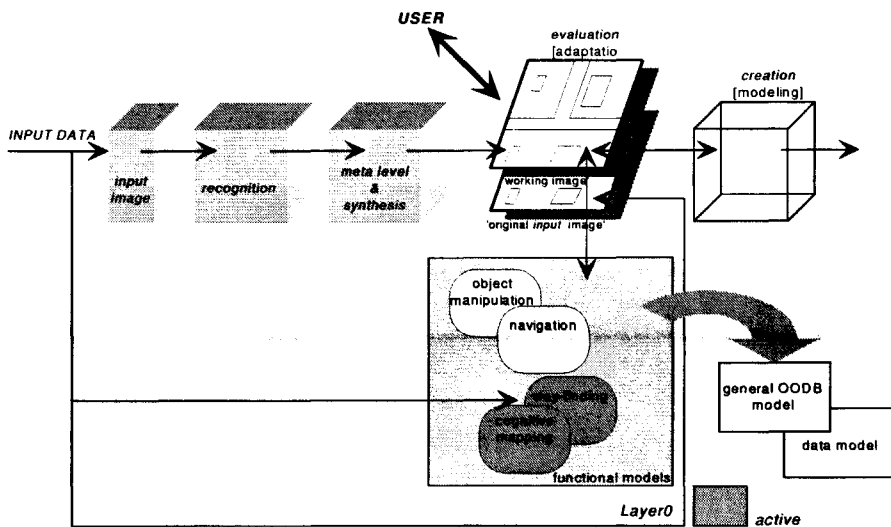 USER
evaluation
[adaptatio
creation
[modeling]
INPUT DATA
input
image
recognition
meta level
&
synthesis
working image
'original input image'
object
manipulation
navigation
way-finding
cognitive
mapping
functional models
general OODB
model
data model
Layer0
active